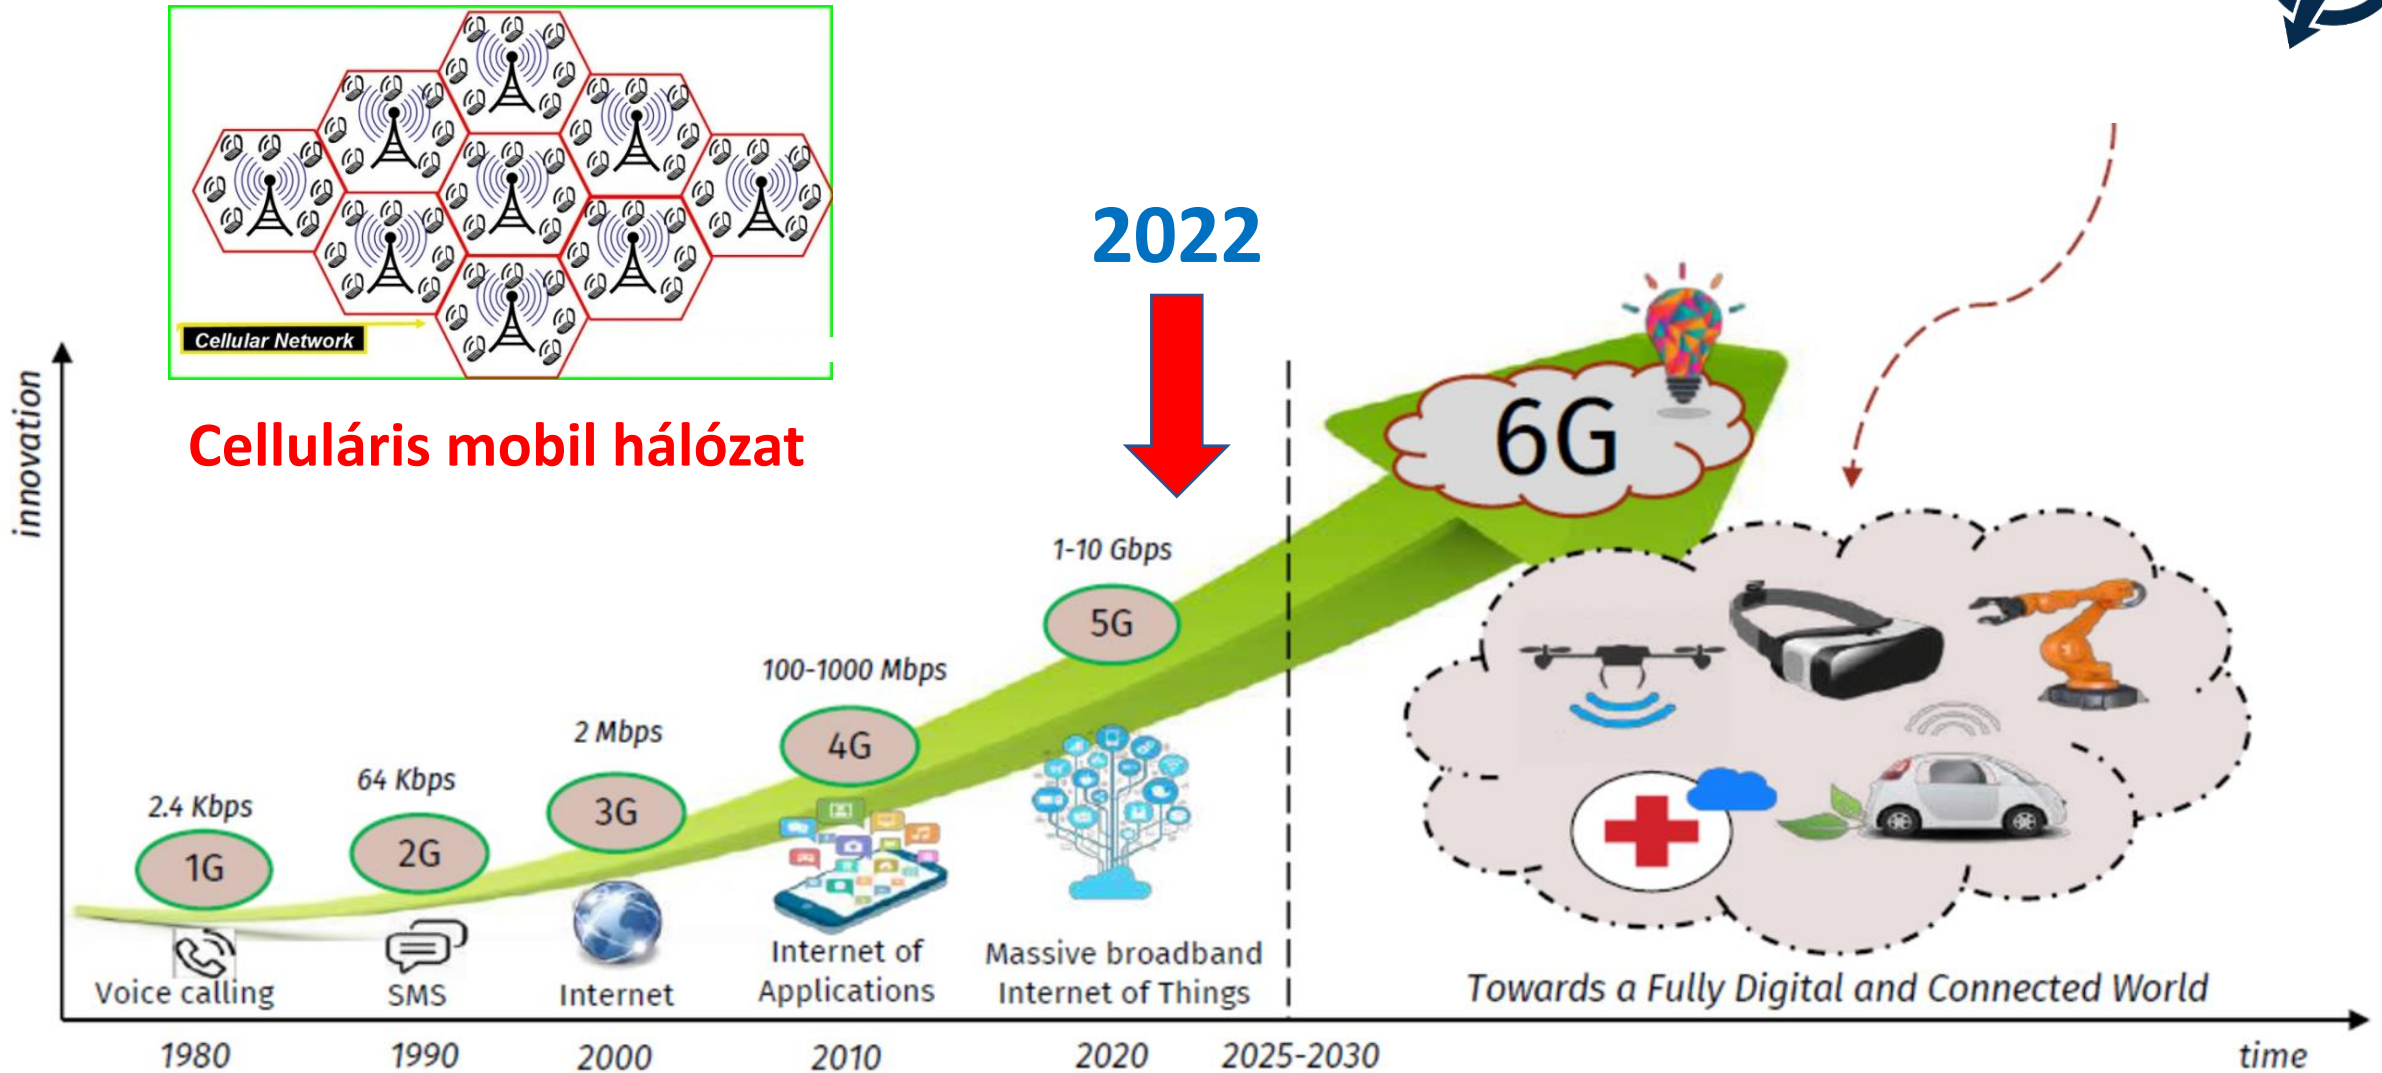 Cellular Network
Celluláris mobil hálózat
2022
innovation
6G
1-10 Gbps
5G
100-1000 Mbps
4G
2 Mbps
3G
64 Kbps
2G
2.4 Kbps
1G
Voice calling
SMS
Internet
Internet of
Applications
Massive broadband
Internet of Things
Towards a Fully Digital and Connected World
1980
1990
2000
2010
2020
2025-2030
time